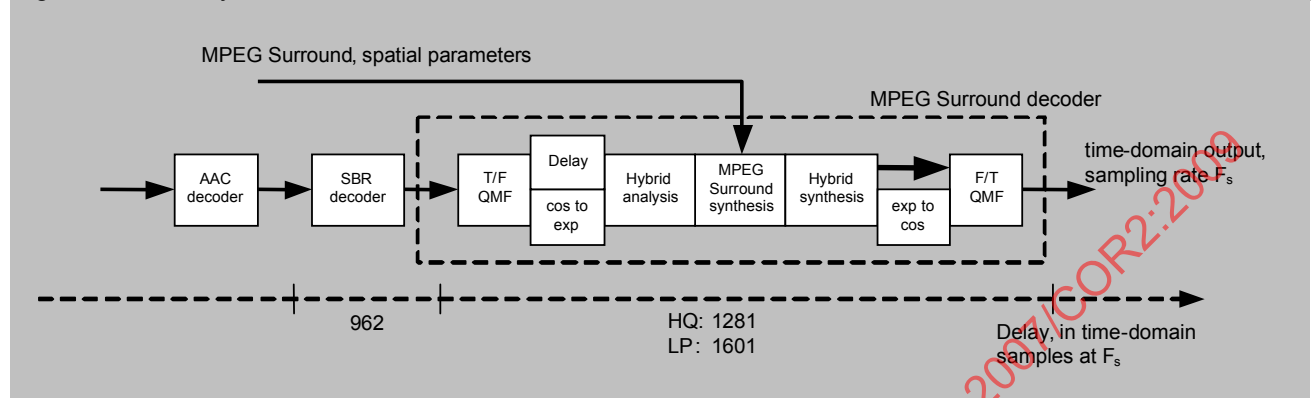 MPEG Surround, spatial parameters
MPEG Surround decoder
time-domain output,
sampling rate Fs
AAC
decoder
SBR
decoder
T/F
QMF
Delay
cos to
exp
Hybrid
analysis
MPEG
Surround
synthesis
Hybrid
synthesis
exp to
cos
F/T
QMF
962
HQ: 1281
LP: 1601
Delay, in time-domain
samples at Fs
2007/COR2:2009